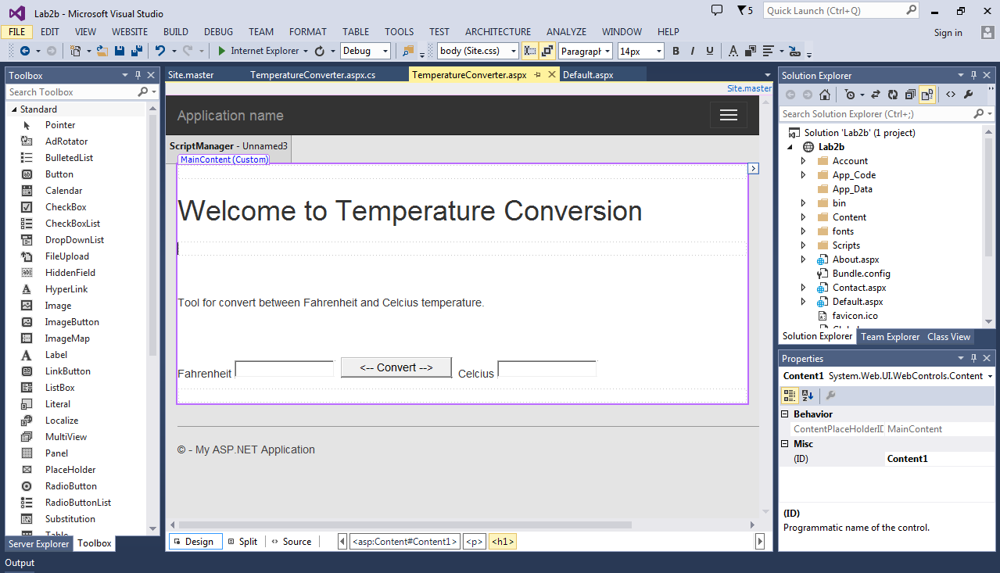 Lab2b - Microsoft Visual Studio
5
Quick Launch (Ctrl+Q)
FILE EDIT VIEW WEBSITE BUILD DEBUG TEAM FORMAT TABLE TOOLS TEST ARCHITECTURE ANALYZE WINDOW HELP
Sign in
Internet Explorer Debug body (Site.css) Paragraph 14px B I U A
Toolbox
Search Toolbox
Standard
Pointer
AdRotator
BulletedList
Button
Calendar
CheckBox
CheckBoxList
DropDownList
FileUpload
HiddenField
HyperLink
Image
ImageButton
ImageMap
Label
LinkButton
ListBox
Literal
Localize
MultiView
Panel
PlaceHolder
RadioButton
RadioButtonList
Substitution
Table
Server Explorer Toolbox
Output
Site.master TemperatureConverter.aspx.cs TemperatureConverter.aspx Default.aspx
Site.master
Application name
ScriptManager - Unnamed3
MainContent (Custom)
Welcome to Temperature Conversion
Tool for convert between Fahrenheit and Celcius temperature.
Fahrenheit <-- Convert --> Celcius
© - My ASP.NET Application
Design Split Source <asp:Content#Content1> <p> <h1>
Solution Explorer
Search Solution Explorer (Ctrl+;)
Solution 'Lab2b' (1 project)
Lab2b
Account
App_Code
App_Data
bin
Content
fonts
Scripts
About.aspx
Bundle.config
Contact.aspx
Default.aspx
favicon.ico
Solution Explorer Team Explorer Class View
Properties
Content1 System.Web.UI.WebControls.Content
Behavior
ContentPlaceHolderID MainContent
Misc
(ID) Content1
(ID)
Programmatic name of the control.